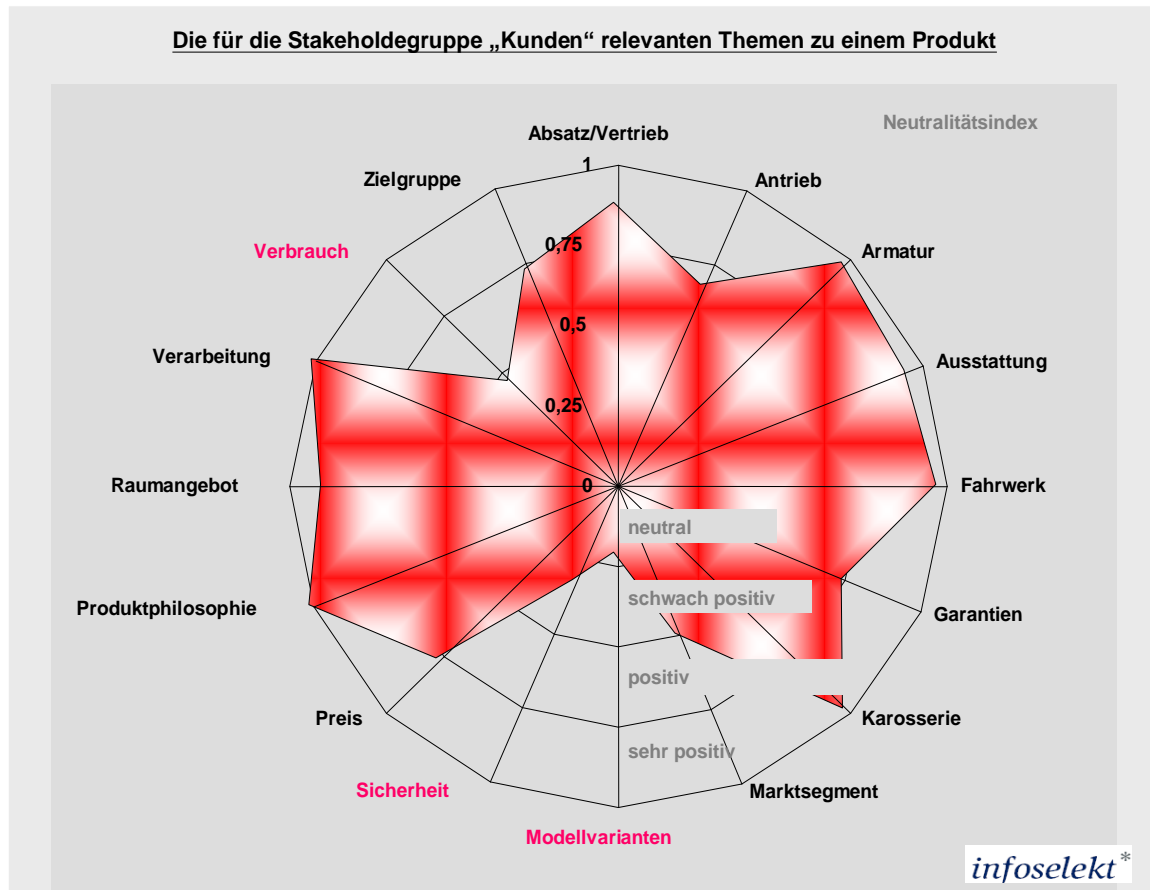 Die für die Stakeholdegruppe „Kunden“ relevanten Themen zu einem Produkt
Neutralitätsindex
Absatz/Vertrieb
1
Zielgruppe
Antrieb
Verbrauch
0,75
Armatur
0,5
Verarbeitung
Ausstattung
0,25
Raumangebot
0
Fahrwerk
neutral
schwach positiv
Produktphilosophie
Garantien
positiv
Preis
Karosserie
sehr positiv
Sicherheit
Marktsegment
Modellvarianten
infoselekt*